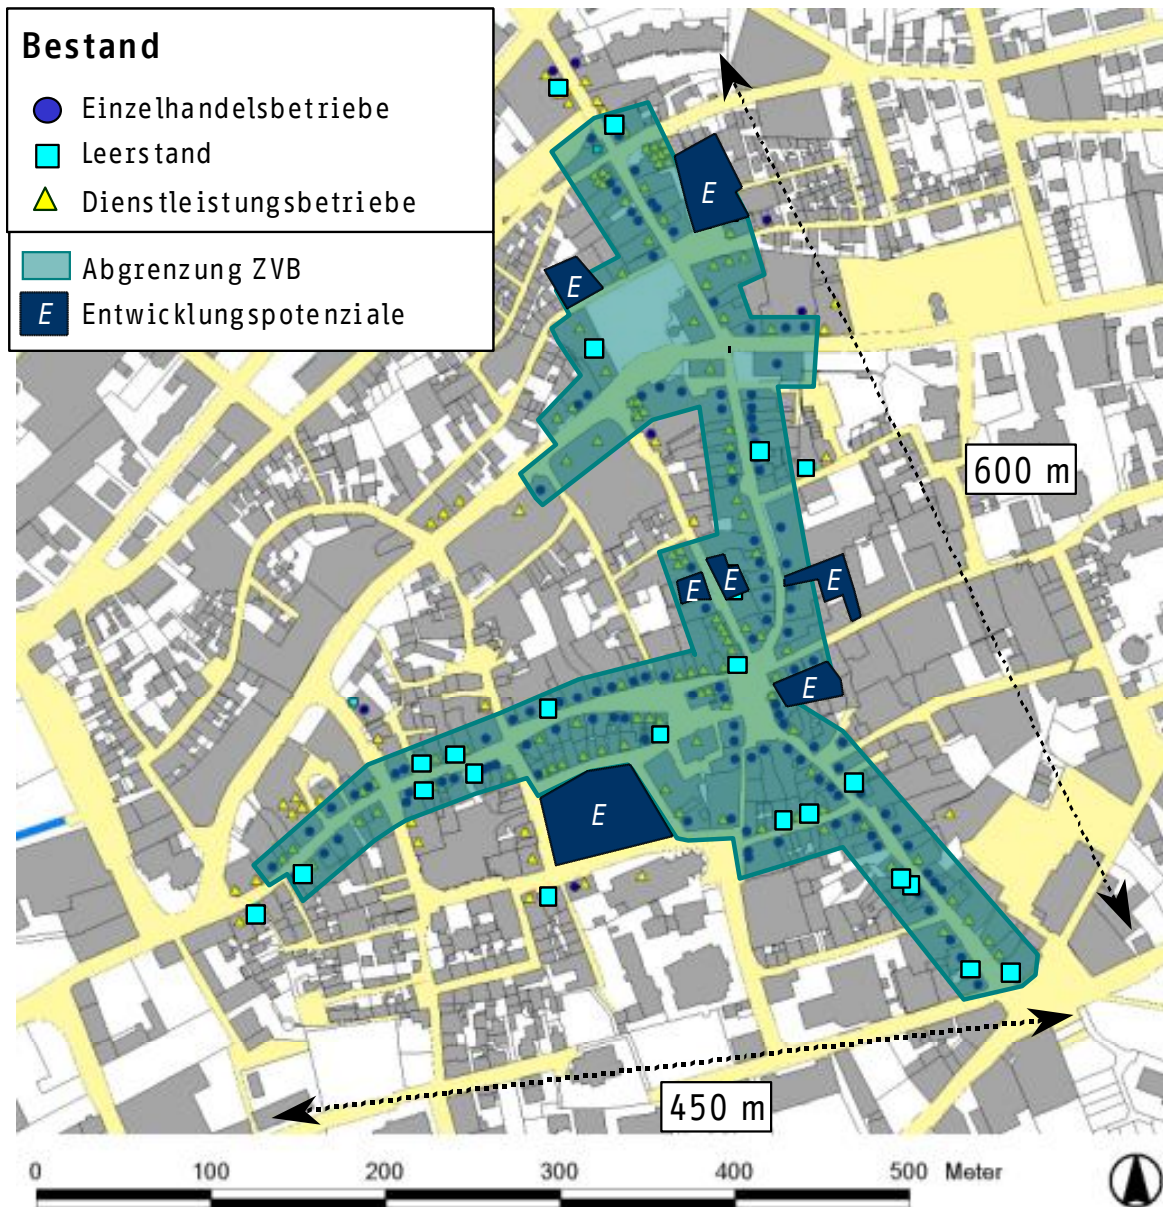 Bestand
Einzelhandelsbetriebe
Leerstand
Dienstleistungsbetriebe
Abgrenzung ZVB
E Entwicklungspotenziale
E
E
E
E
E
E
E
600 m
450 m
0 100 200 300 400 500 Meter